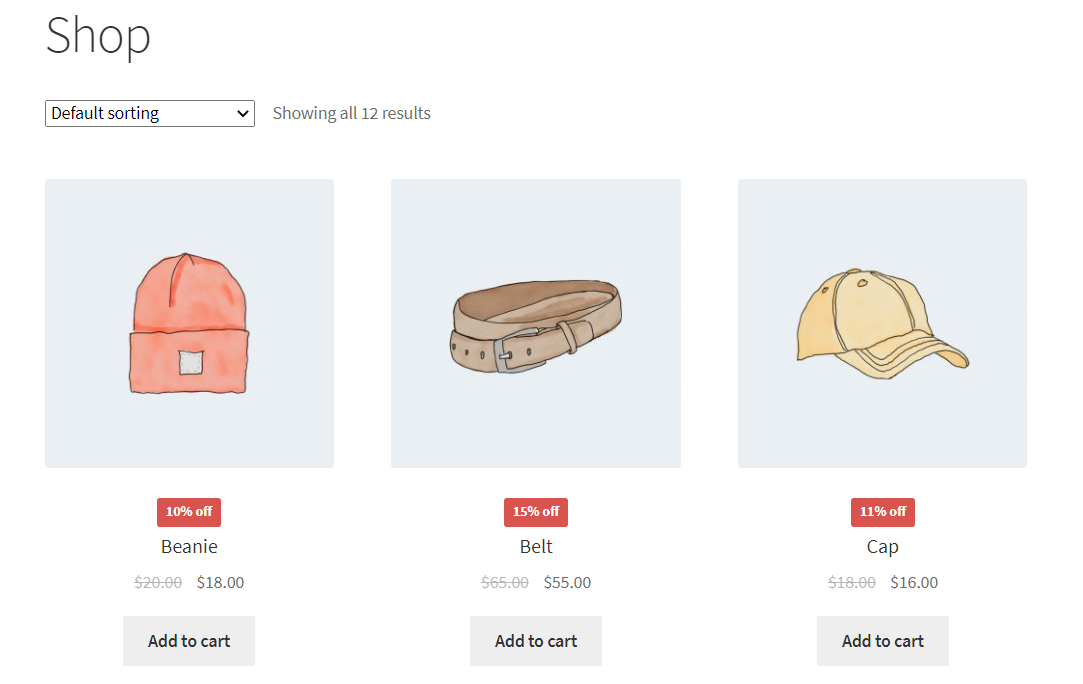 Shop
Default sorting Showing all 12 results
10% off 15% off 11% off
Beanie Belt Cap
$20.00 $18.00 $65.00 $55.00 $18.00 $16.00
Add to cart Add to cart Add to cart